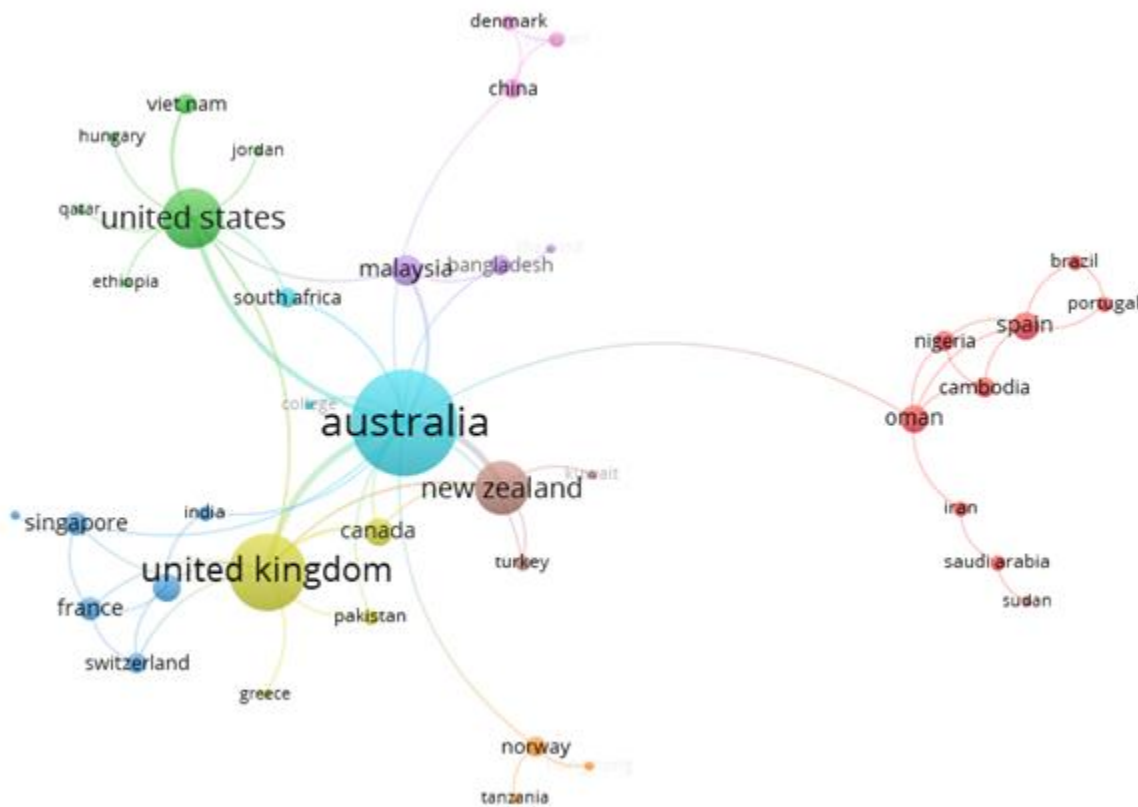 denmark
china
viet nam
hungary
jordan
qatar
united states
ethiopia
malaysia
bangladesh
south africa
brazil
portugal
spain
nigeria
cambodia
oman
college
australia
kuwait
new zealand
singapore
india
canada
iran
turkey
saudi arabia
united kingdom
sudan
france
pakistan
switzerland
greece
norway
tanzania